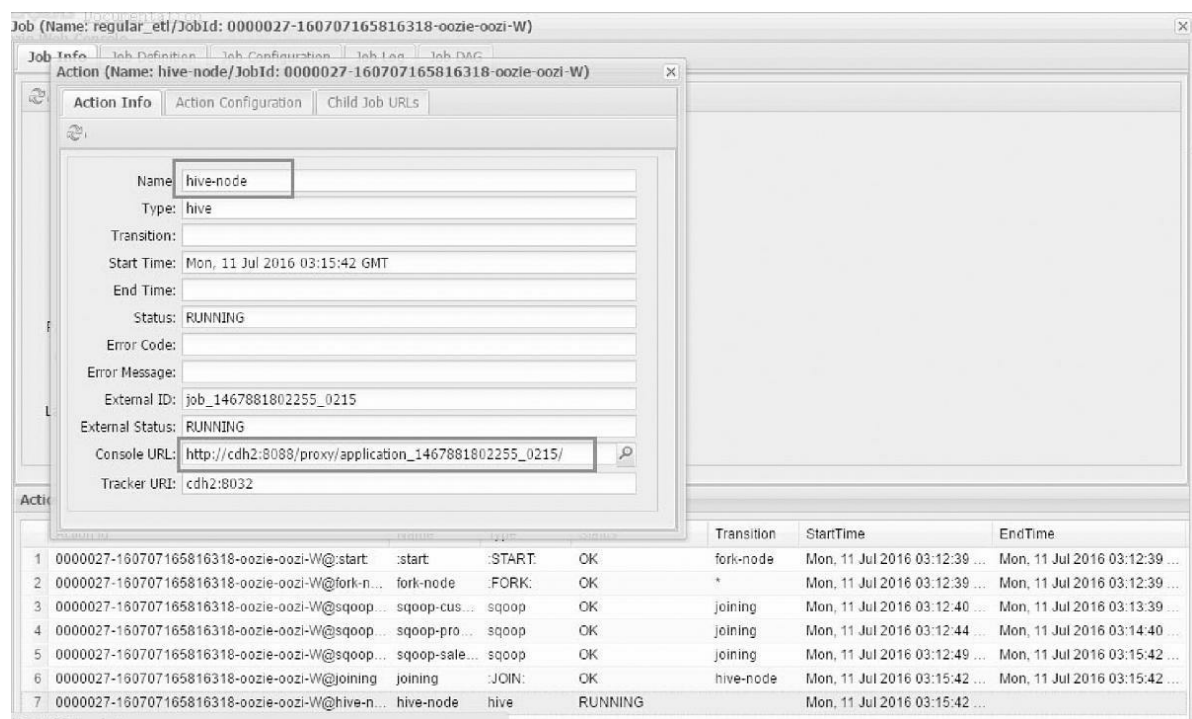 Documentation
Job (Name: regular_etl/JobId: 0000027-160707165816318-oozie-oozi-W)
Job Info Job Definition Job Configuration Job Log Job DAG
Action (Name: hive-node/JobId: 0000027-160707165816318-oozie-oozi-W)
Action Info Action Configuration Child Job URLs
Name hive-node
Type: hive
Transition:
Start Time: Mon, 11 Jul 2016 03:15:42 GMT
End Time:
Status: RUNNING
Error Code:
Error Message:
External ID: job_1467881802255_0215
External Status: RUNNING
Console URL: http://cdh2:8088/proxy/application_1467881802255_0215/
Tracker URI: cdh2:8032
Acti
Transition StartTime EndTime
1 0000027-160707165816318-oozie-oozi-W@:start: :start: :START: OK fork-node Mon, 11 Jul 2016 03:12:39 ... Mon, 11 Jul 2016 03:12:39 ...
2 0000027-160707165816318-oozie-oozi-W@fork-n... fork-node :FORK: OK * Mon, 11 Jul 2016 03:12:39 ... Mon, 11 Jul 2016 03:12:39 ...
3 0000027-160707165816318-oozie-oozi-W@sqoop... sqoop-cus... sqoop OK joining Mon, 11 Jul 2016 03:12:40 ... Mon, 11 Jul 2016 03:13:39 ...
4 0000027-160707165816318-oozie-oozi-W@sqoop... sqoop-pro... sqoop OK joining Mon, 11 Jul 2016 03:12:44 ... Mon, 11 Jul 2016 03:14:40 ...
5 0000027-160707165816318-oozie-oozi-W@sqoop... sqoop-sale... sqoop OK joining Mon, 11 Jul 2016 03:12:49 ... Mon, 11 Jul 2016 03:15:42 ...
6 0000027-160707165816318-oozie-oozi-W@joining joining :JOIN: OK hive-node Mon, 11 Jul 2016 03:15:42 ... Mon, 11 Jul 2016 03:15:42 ...
7 0000027-160707165816318-oozie-oozi-W@hive-n... hive-node hive RUNNING Mon, 11 Jul 2016 03:15:42 ...